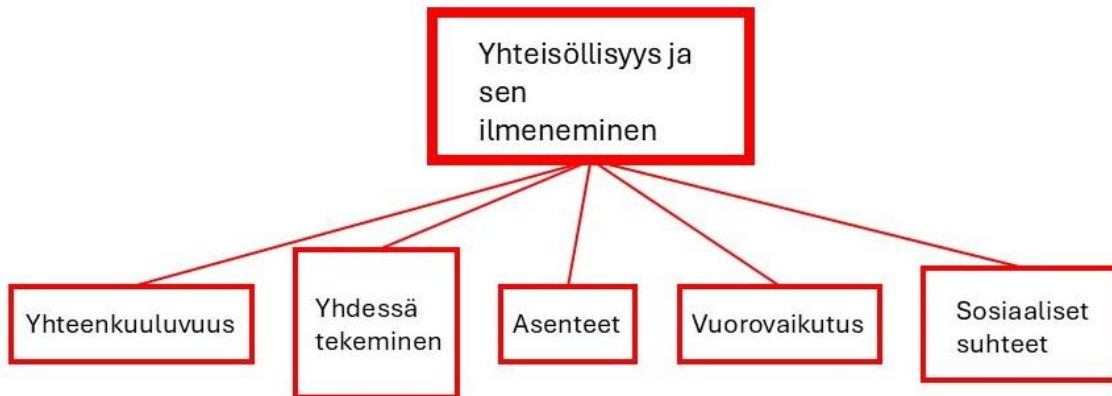 Yhteisöllisyys ja
sen
ilmeneminen
Yhteenkuuluvuus
Yhdessä
tekeminen
Asenteet
Vuorovaikutus
Sosiaaliset
suhteet